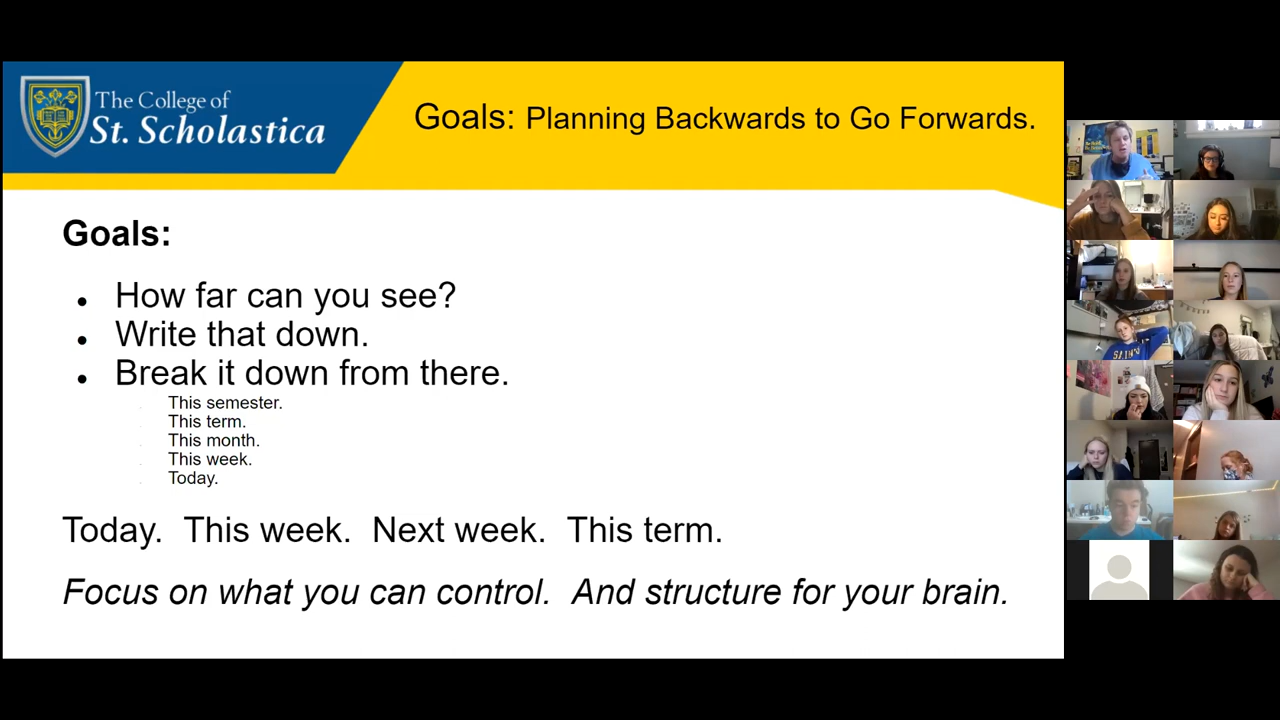 The College of
St. Scholastica
Goals: Planning Backwards to Go Forwards.
Goals:
How far can you see?
Write that down.
Break it down from there.
This semester.
This term.
This month.
This week.
Today.
Today. This week. Next week. This term.
Focus on what you can control. And structure for your brain.
SAINTS